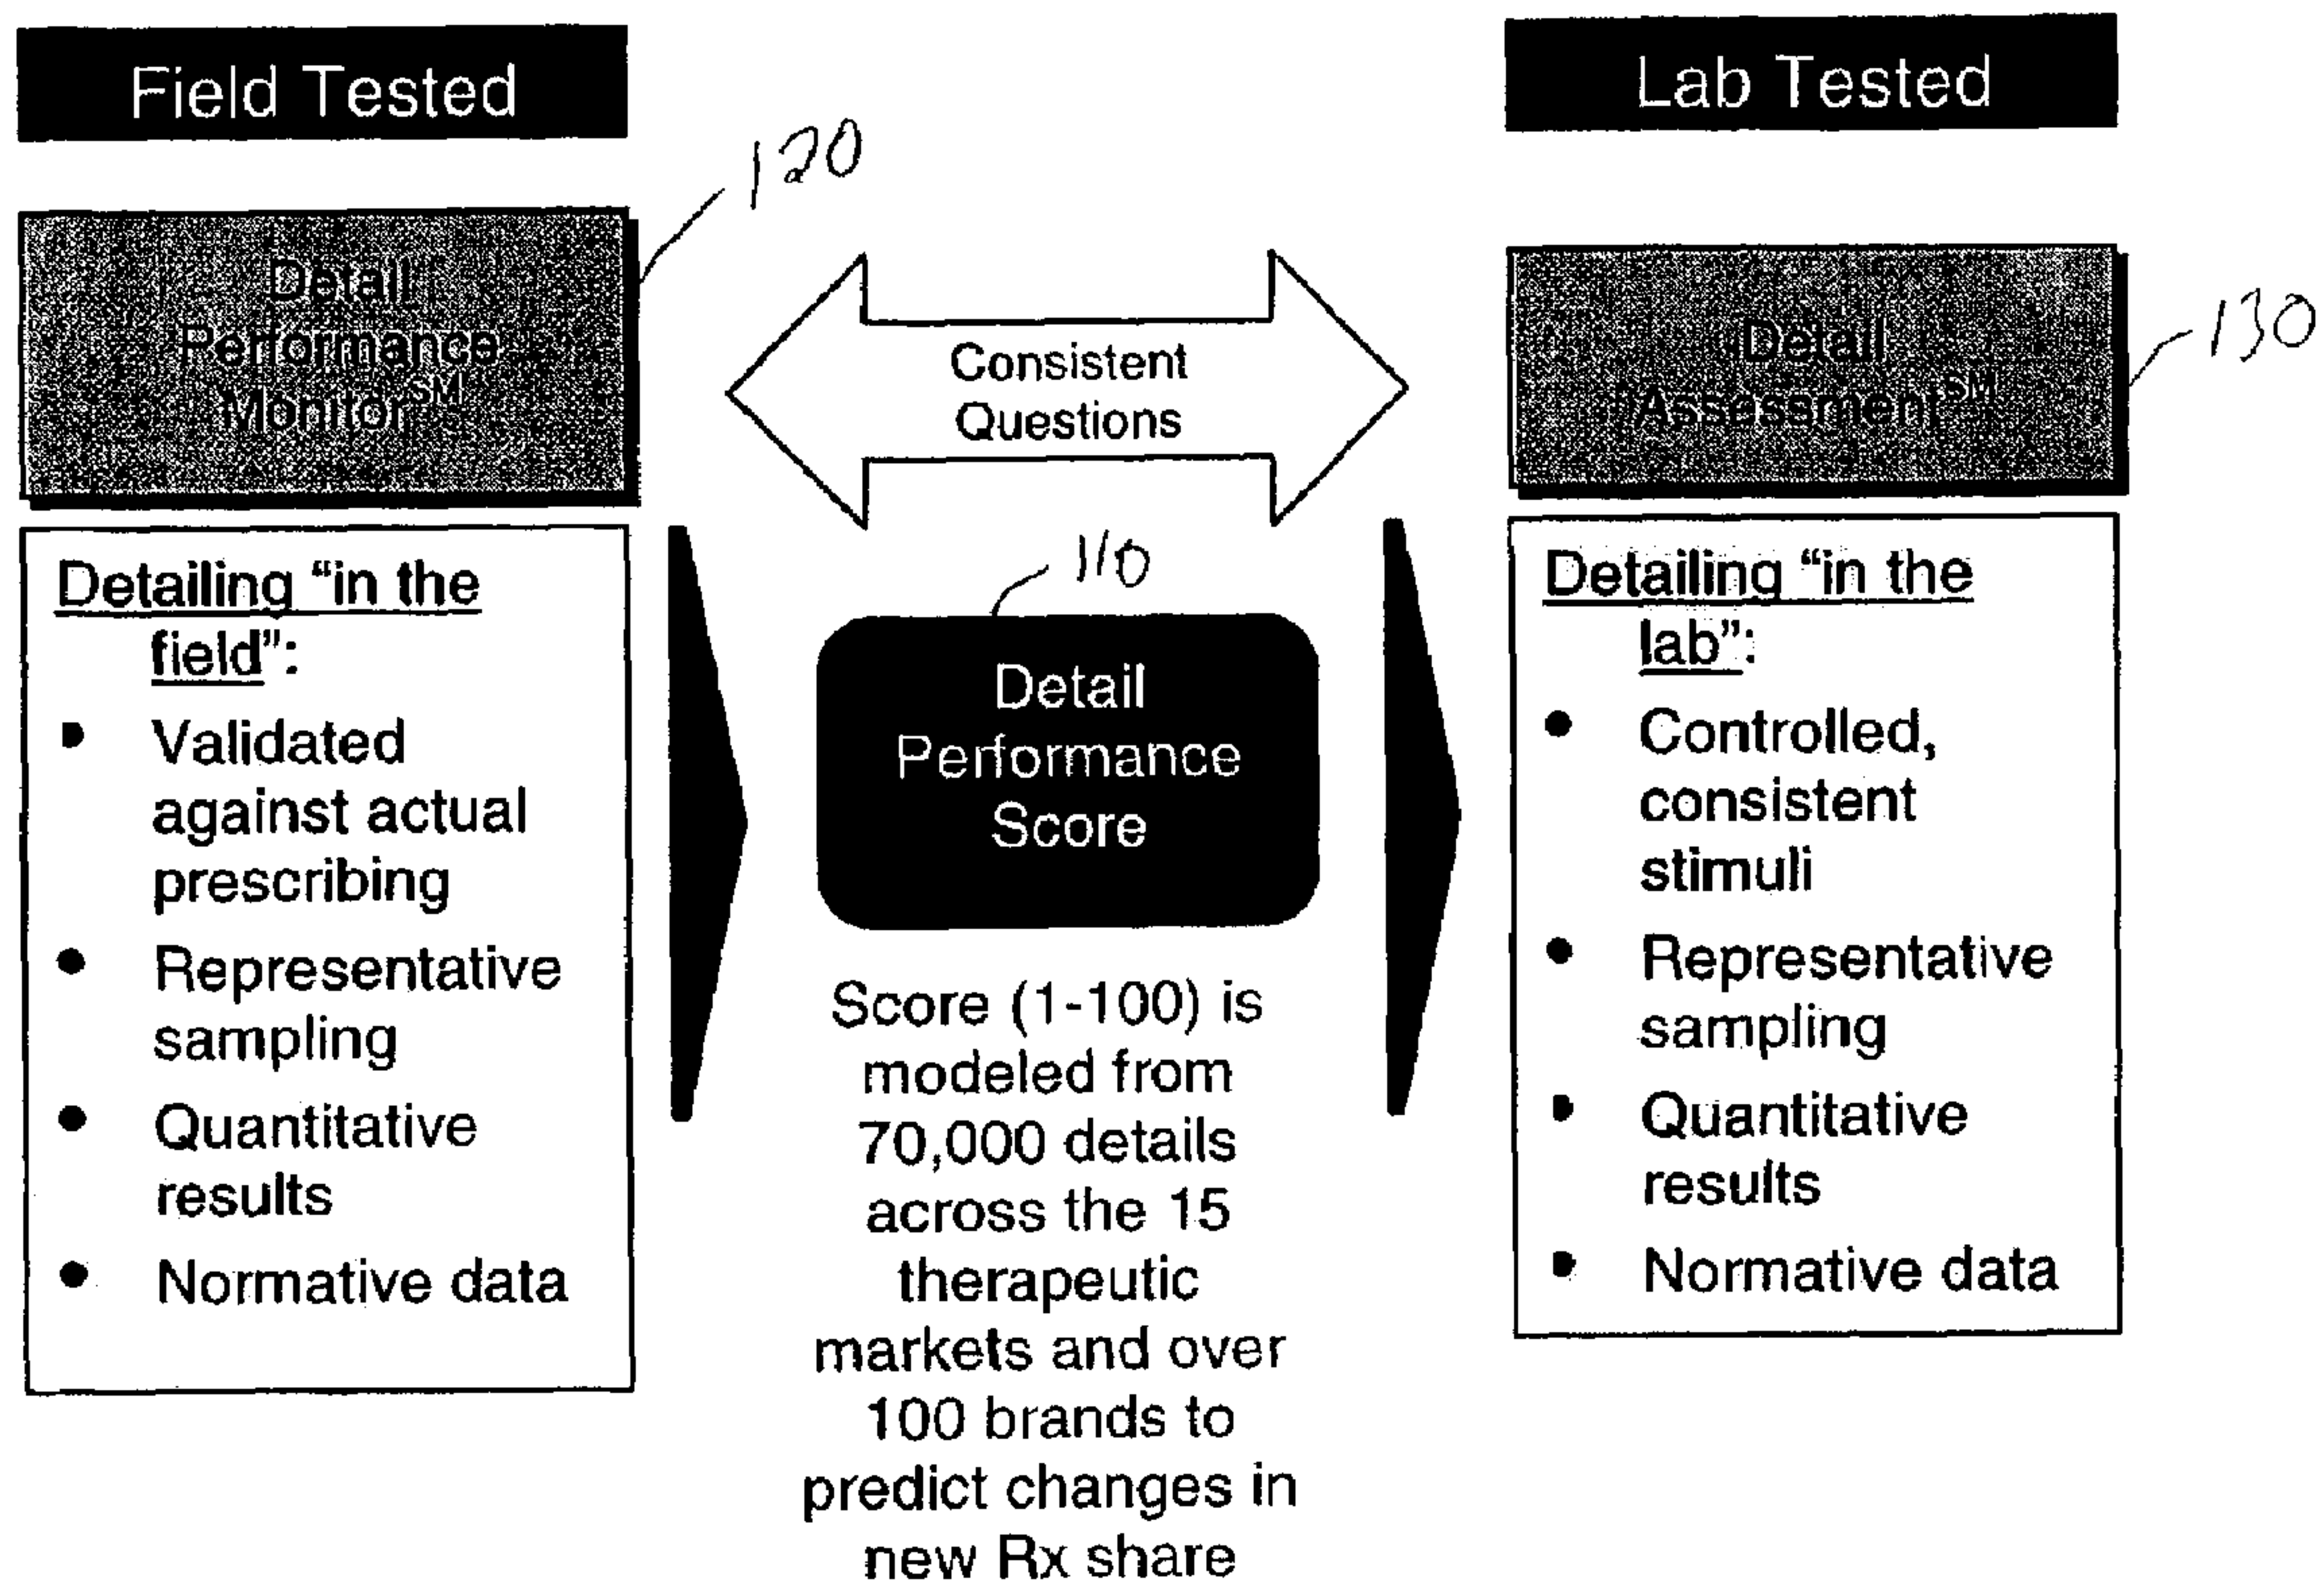 Field Tested
120
Detail
Performance
Monitor℠
Detailing “in the
field”:
• Validated
against actual
prescribing
• Representative
sampling
• Quantitative
results
• Normative data
Consistent
Questions
110
Detail
Performance
Score
Score (1-100) is
modeled from
70,000 details
across the 15
therapeutic
markets and over
100 brands to
predict changes in
new Rx share
Lab Tested
130
Detail
Assessment℠
Detailing “in the
lab”:
• Controlled,
consistent
stimuli
• Representative
sampling
• Quantitative
results
• Normative data